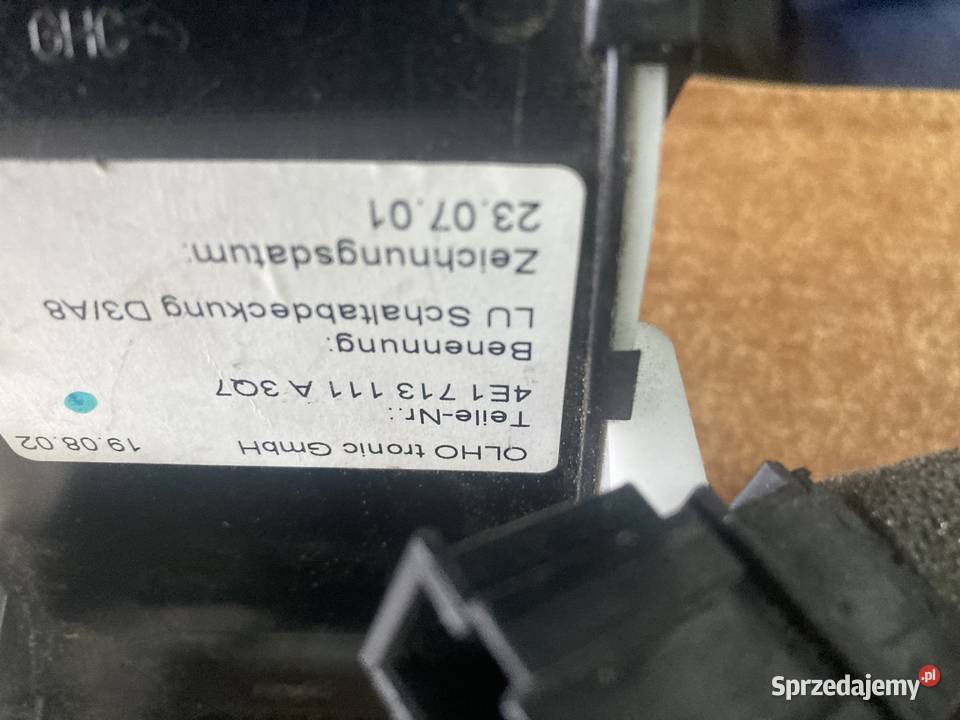 OLHO tronic GmbH 19.08.02
Teile-Nr.:
4E1 713 111 A 3Q7
Benennung:
LU Schaltabdeckung D3/A8
Zeichnungsdatum:
23.07.01
Sprzedajemy.pl